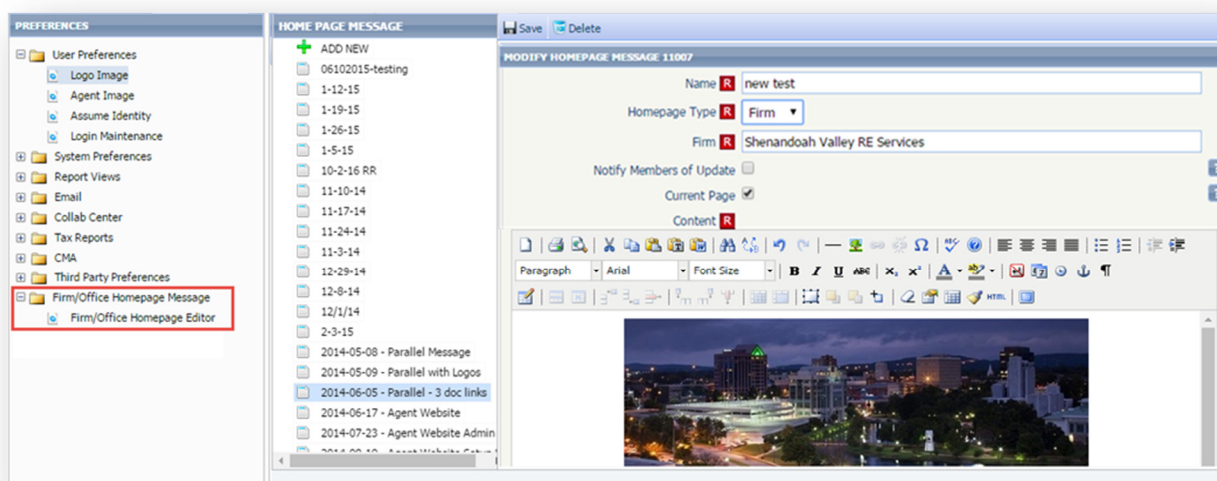 PREFERENCES
User Preferences
Logo Image
Agent Image
Assume Identity
Login Maintenance
System Preferences
Report Views
Email
Collab Center
Tax Reports
CMA
Third Party Preferences
Firm/Office Homepage Message
Firm/Office Homepage Editor
HOME PAGE MESSAGE
ADD NEW
06102015-testing
1-12-15
1-19-15
1-26-15
1-5-15
10-2-16 RR
11-10-14
11-17-14
11-24-14
11-3-14
12-29-14
12-8-14
12/1/14
2-3-15
2014-05-08 - Parallel Message
2014-05-09 - Parallel with Logos
2014-06-05 - Parallel - 3 doc links
2014-06-17 - Agent Website
2014-07-23 - Agent Website Admin
Save Delete
MODIFY HOMEPAGE MESSAGE 11007
Name R new test
Homepage Type R Firm
Firm R Shenandoah Valley RE Services
Notify Members of Update
Current Page
Content R
Paragraph Arial Font Size B I U ABC
HTML